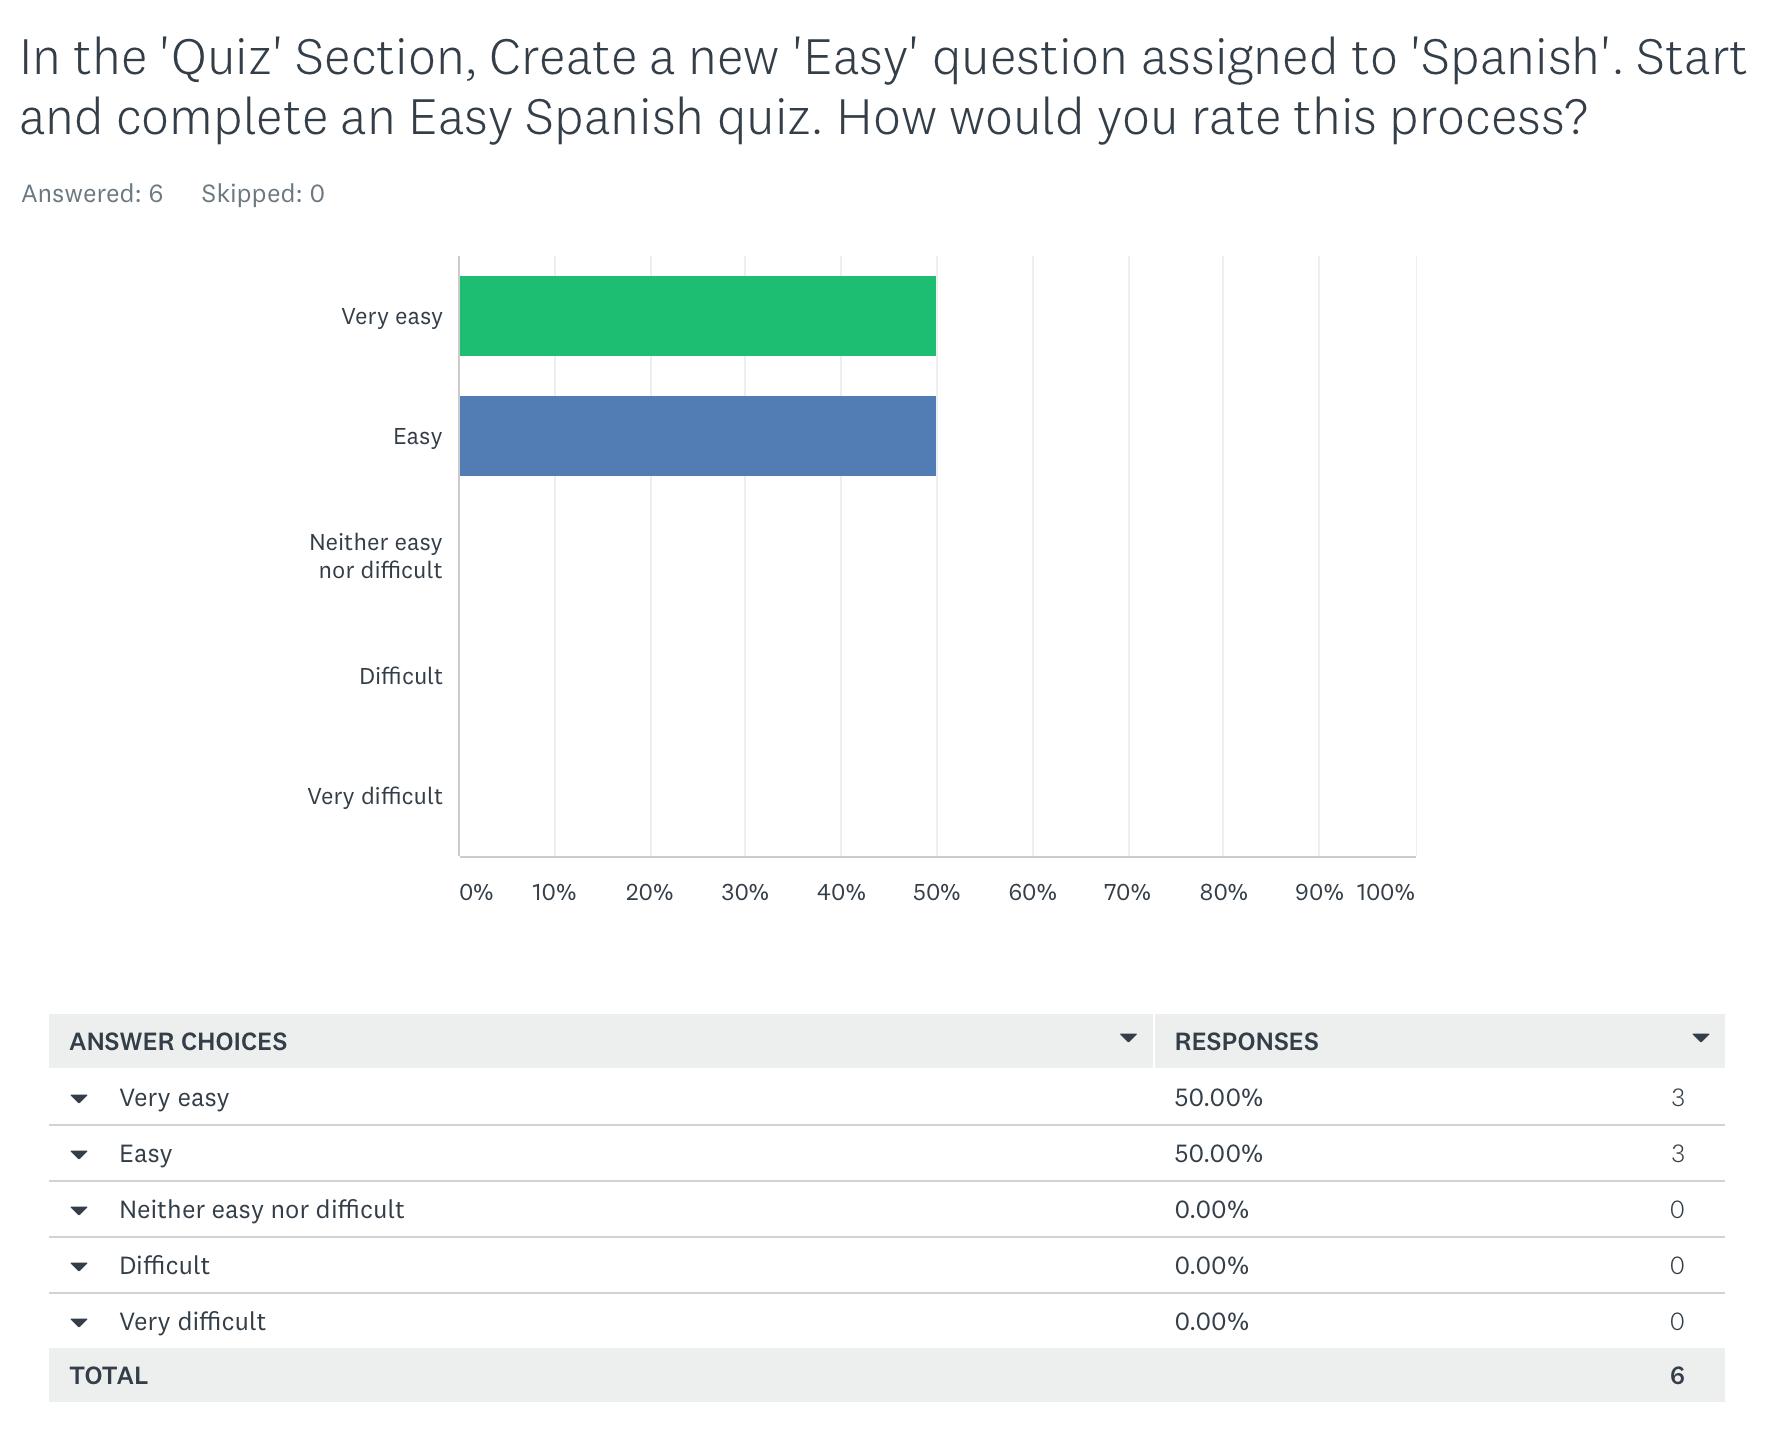 In the 'Quiz' Section, Create a new 'Easy' question assigned to 'Spanish'. Start
and complete an Easy Spanish quiz. How would you rate this process?
Answered: 6 Skipped: 0
Very easy
Easy
Neither easy
nor difficult
Difficult
Very difficult
0% 10% 20% 30% 40% 50% 60% 70% 80% 90% 100%
ANSWER CHOICES RESPONSES
Very easy 50.00% 3
Easy 50.00% 3
Neither easy nor difficult 0.00% 0
Difficult 0.00% 0
Very difficult 0.00% 0
TOTAL 6